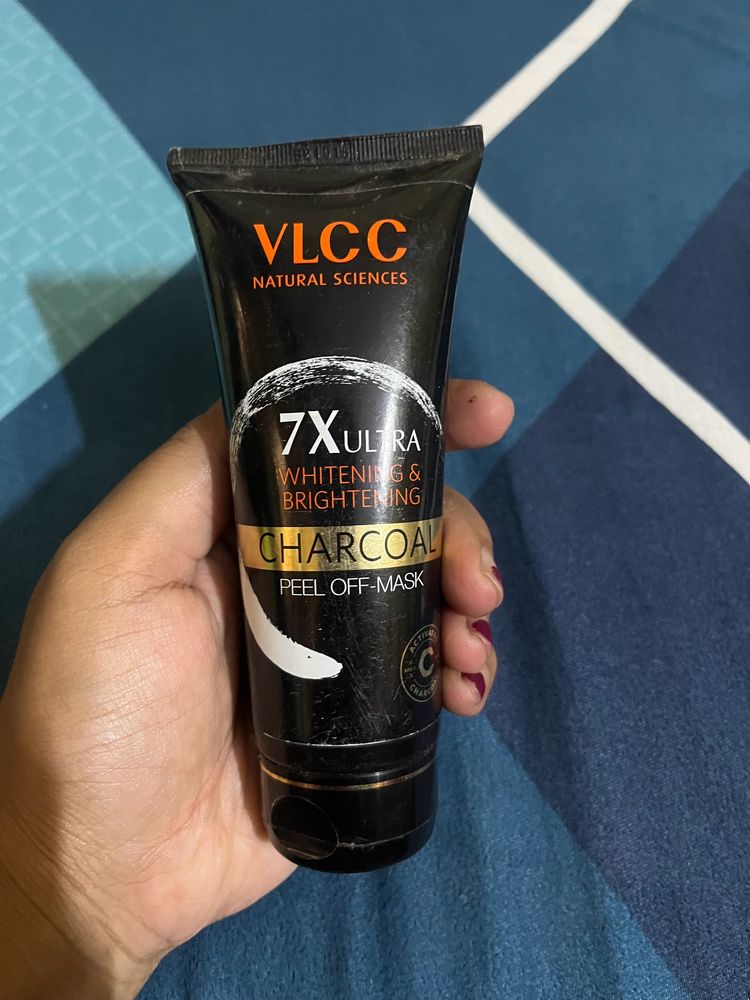 VLCC
NATURAL SCIENCES
7X ULTRA
WHITENING &
BRIGHTENING
CHARCOAL
PEEL OFF-MASK
C